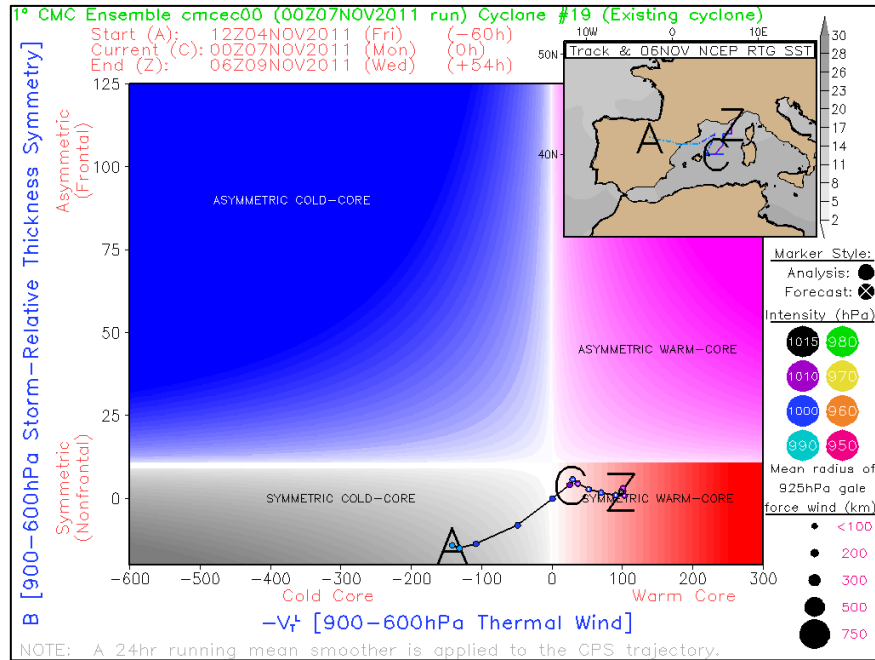 1° CMC Ensemble cmcec00 (00Z07NOV2011 run) Cyclone #19 (Existing cyclone)
Start (A): 12Z04NOV2011 (Fri) (−60h)
Current (C): 00Z07NOV2011 (Mon) (0h)
End (Z): 06Z09NOV2011 (Wed) (+54h)
10W 0 10E
Track & 06NOV NCEP RTG SST
50N
40N
A
C
Z
30
28
26
23
20
17
14
11
8
5
2
B [900−600hPa Storm−Relative Thickness Symmetry]
Asymmetric
(Frontal)
Symmetric
(Nonfrontal)
125
100
75
50
25
0
ASYMMETRIC COLD−CORE
ASYMMETRIC WARM−CORE
SYMMETRIC COLD−CORE
SYMMETRIC WARM−CORE
A
C
Z
−600 −500 −400 −300 −200 −100 0 100 200 300
Cold Core
Warm Core
−V_T^L [900−600hPa Thermal Wind]
Marker Style:
Analysis:
Forecast:
Intensity (hPa)
1015 980
1010 970
1000 960
990 950
Mean radius of
925hPa gale
force wind (km)
<100
200
300
500
750
NOTE: A 24hr running mean smoother is applied to the CPS trajectory.